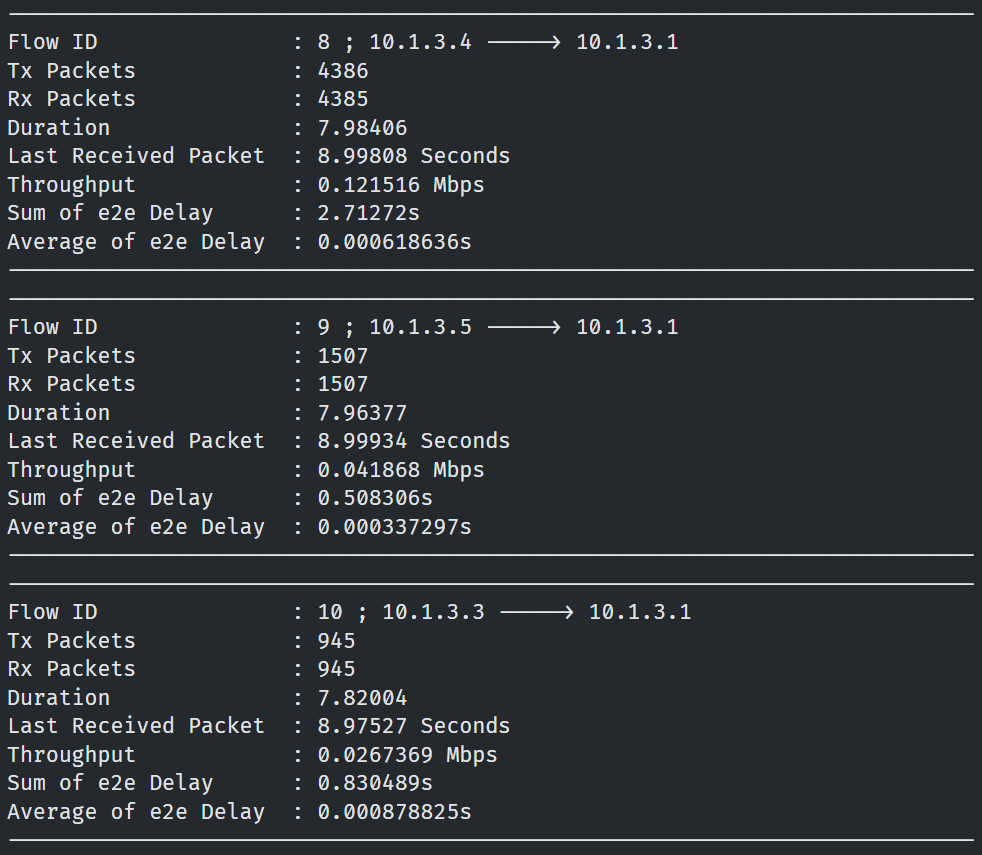 Flow ID : 8 ; 10.1.3.4 ———> 10.1.3.1
Tx Packets : 4386
Rx Packets : 4385
Duration : 7.98406
Last Received Packet : 8.99808 Seconds
Throughput : 0.121516 Mbps
Sum of e2e Delay : 2.71272s
Average of e2e Delay : 0.000618636s
Flow ID : 9 ; 10.1.3.5 ———> 10.1.3.1
Tx Packets : 1507
Rx Packets : 1507
Duration : 7.96377
Last Received Packet : 8.99934 Seconds
Throughput : 0.041868 Mbps
Sum of e2e Delay : 0.508306s
Average of e2e Delay : 0.000337297s
Flow ID : 10 ; 10.1.3.3 ———> 10.1.3.1
Tx Packets : 945
Rx Packets : 945
Duration : 7.82004
Last Received Packet : 8.97527 Seconds
Throughput : 0.0267369 Mbps
Sum of e2e Delay : 0.830489s
Average of e2e Delay : 0.000878825s